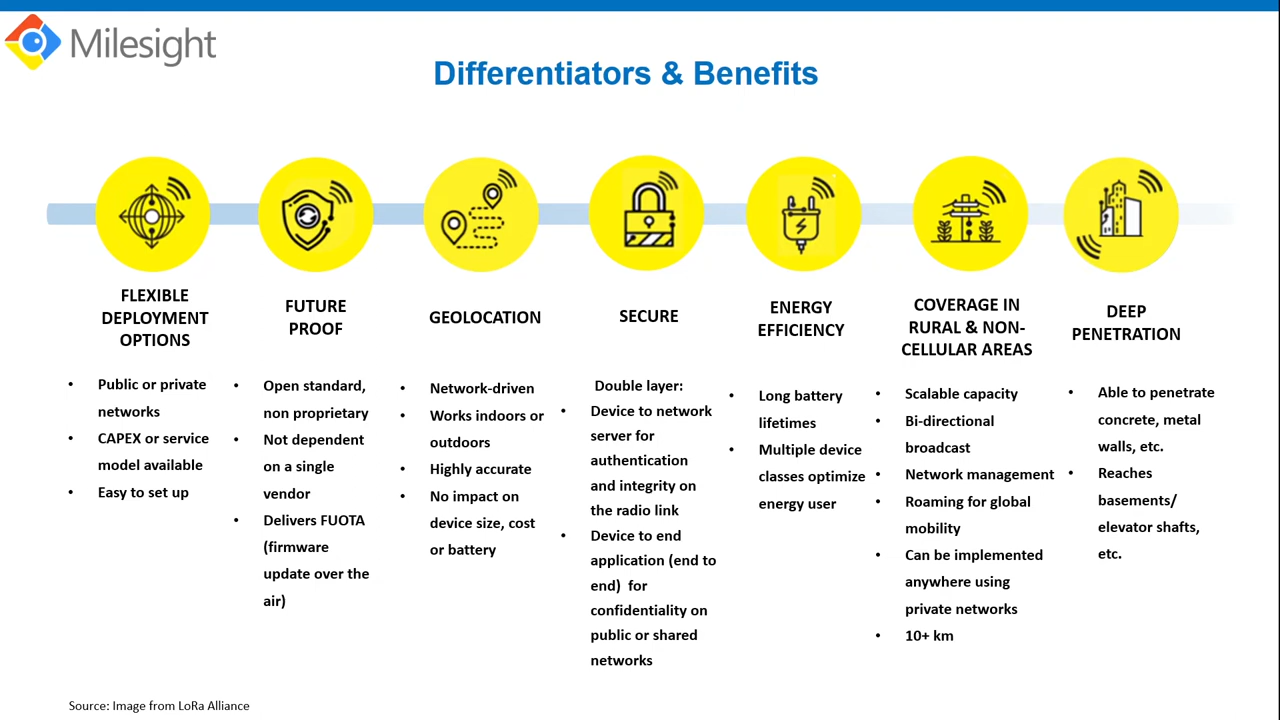 Milesight
Differentiators & Benefits
FLEXIBLE
DEPLOYMENT
OPTIONS
• Public or private
networks
• CAPEX or service
model available
• Easy to set up
FUTURE
PROOF
• Open standard,
non proprietary
• Not dependent
on a single
vendor
• Delivers FUOTA
(firmware
update over the
air)
GEOLOCATION
• Network-driven
• Works indoors or
outdoors
• Highly accurate
• No impact on
device size, cost
or battery
SECURE
Double layer:
• Device to network
server for
authentication
and integrity on
the radio link
• Device to end
application (end to
end) for
confidentiality on
public or shared
networks
ENERGY
EFFICIENCY
• Long battery
lifetimes
• Multiple device
classes optimize
energy user
COVERAGE IN
RURAL & NON-
CELLULAR AREAS
• Scalable capacity
• Bi-directional
broadcast
• Network management
• Roaming for global
mobility
• Can be implemented
anywhere using
private networks
• 10+ km
DEEP
PENETRATION
• Able to penetrate
concrete, metal
walls, etc.
• Reaches
basements/
elevator shafts,
etc.
Source: Image from LoRa Alliance